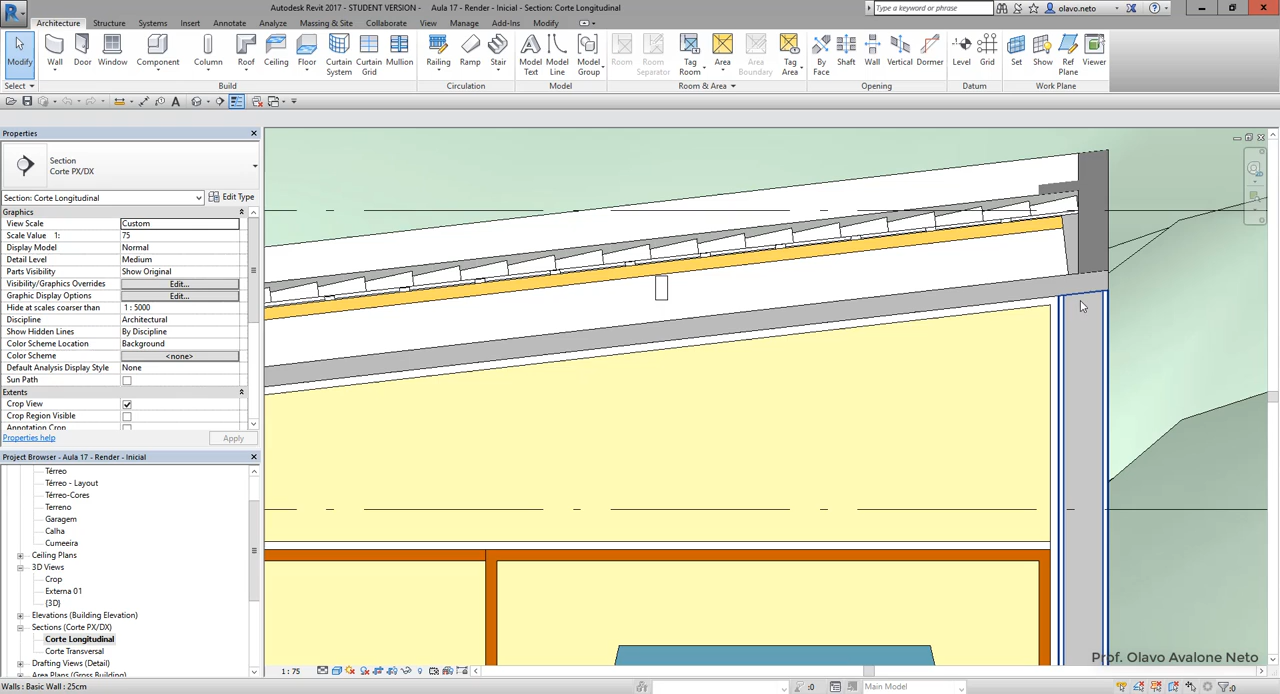 Autodesk Revit 2017 - STUDENT VERSION - Aula 17 - Render - Inicial - Section: Corte Longitudinal
Type a keyword or phrase
olavo.neto
Architecture Structure Systems Insert Annotate Analyze Massing & Site Collaborate View Manage Add-Ins Modify
Modify Wall Door Window Component Column Roof Ceiling Floor Curtain System Curtain Grid Mullion Railing Ramp Stair Model Text Model Line Model Group Room Room Separator Tag Room Area Area Boundary Tag Area By Face Shaft Wall Vertical Dormer Level Grid Set Show Ref Plane Viewer
Select Build Circulation Model Room & Area Opening Datum Work Plane
Properties
Section
Corte PX/DX
Section: Corte Longitudinal Edit Type
Graphics
View Scale Custom
Scale Value 1: 75
Display Model Normal
Detail Level Medium
Parts Visibility Show Original
Visibility/Graphics Overrides Edit...
Graphic Display Options Edit...
Hide at scales coarser than 1 : 5000
Discipline Architectural
Show Hidden Lines By Discipline
Color Scheme Location Background
Color Scheme <none>
Default Analysis Display Style None
Sun Path
Extents
Crop View
Crop Region Visible
Annotation Crop
Properties help Apply
Project Browser - Aula 17 - Render - Inicial
Térreo
Térreo - Layout
Térreo-Cores
Terreno
Garagem
Calha
Cumeeira
Ceiling Plans
3D Views
Crop
Externa 01
{3D}
Elevations (Building Elevation)
Sections (Corte PX/DX)
Corte Longitudinal
Corte Transversal
Drafting Views (Detail)
Area Plans (Gross Building)
1 : 75
Prof. Olavo Avalone Neto
Walls : Basic Wall : 25cm
:0
Main Model
:0